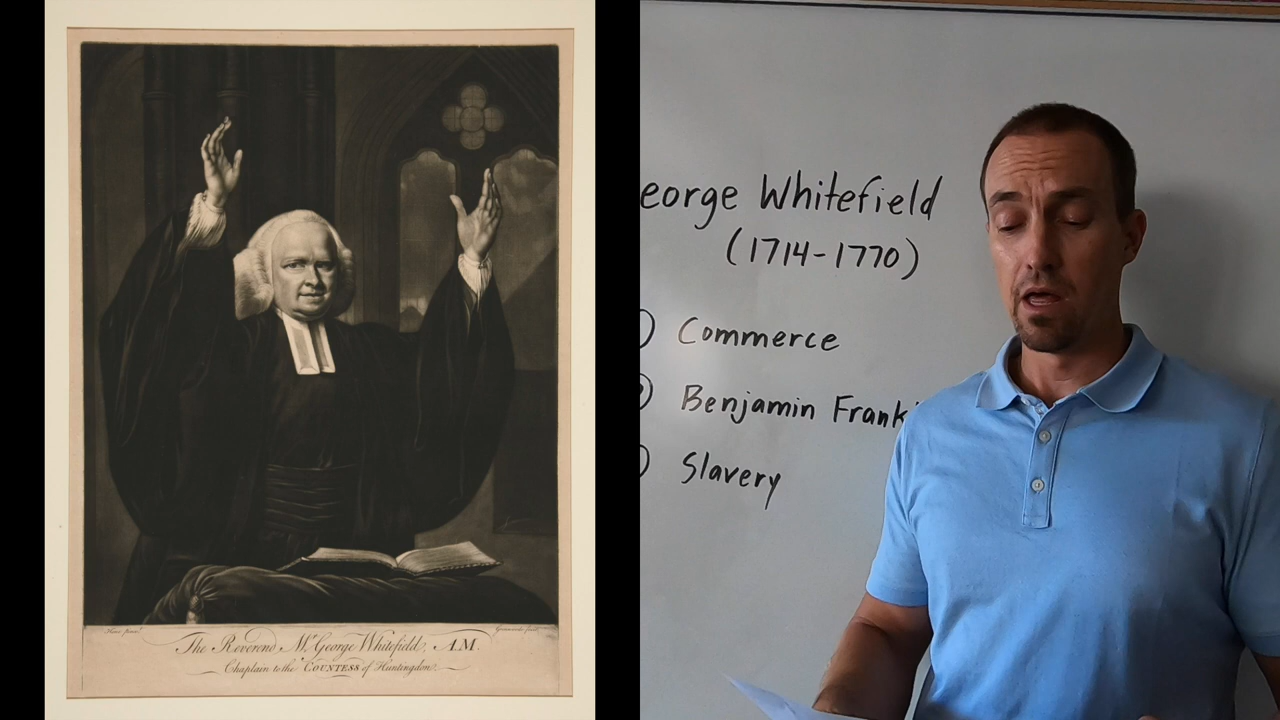 The Reverend Mr. George Whitefield, A.M.
Chaplain to the COUNTESS of Huntingdon.
eorge Whitefield
(1714-1770)
) Commerce
) Benjamin Frank
) Slavery